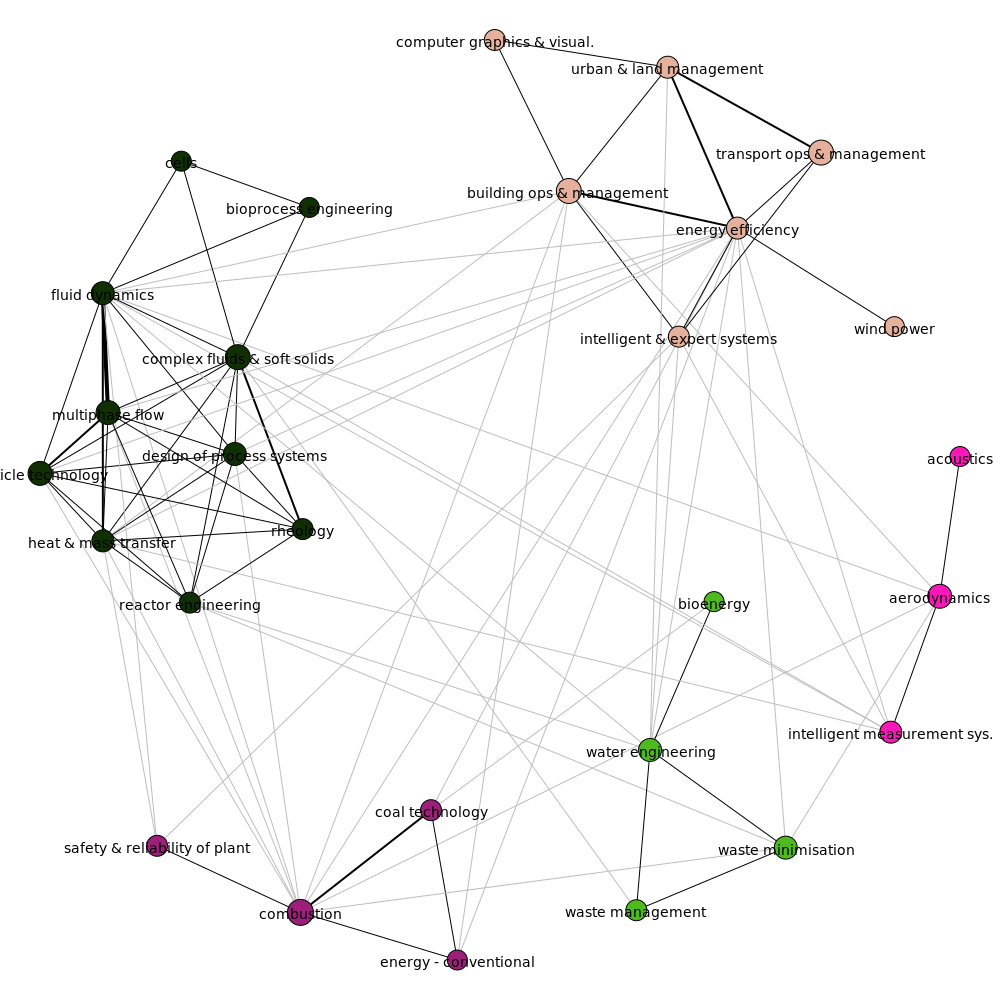 computer graphics & visual.
urban & land management
transport ops & management
cells
building ops & management
bioprocess engineering
energy efficiency
fluid dynamics
wind power
intelligent & expert systems
complex fluids & soft solids
multiphase flow
design of process systems
acoustics
icle technology
rheology
heat & mass transfer
aerodynamics
reactor engineering
bioenergy
intelligent measurement sys.
water engineering
coal technology
safety & reliability of plant
waste minimisation
combustion
waste management
energy - conventional